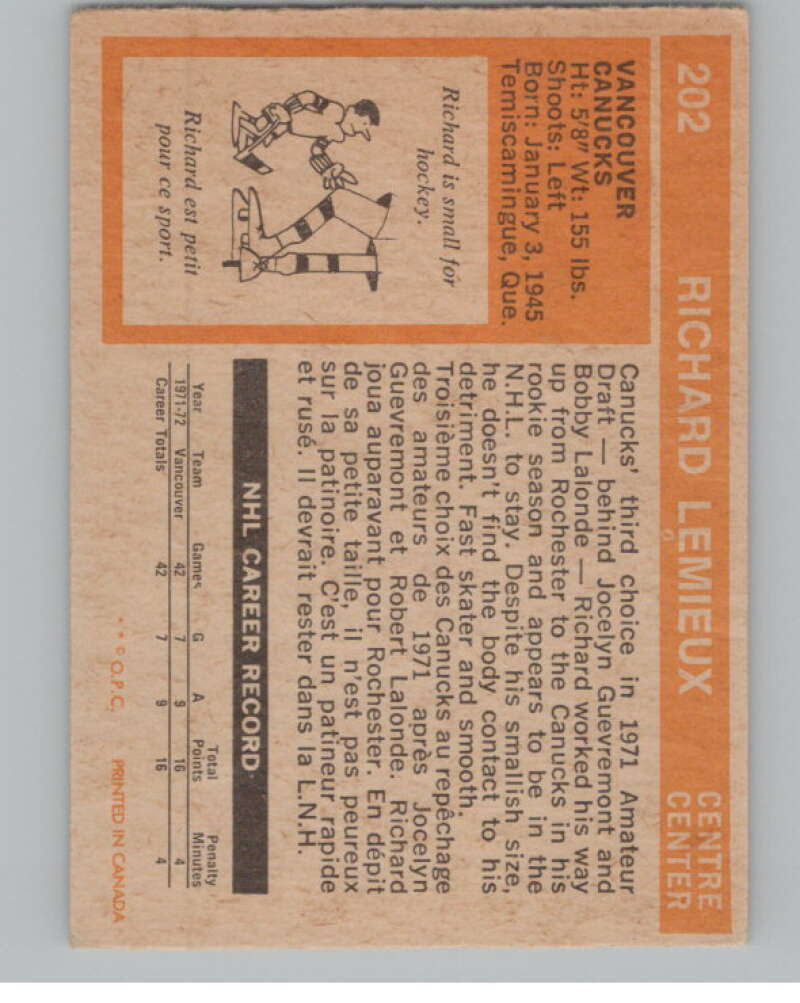 202 RICHARD LEMIEUX CENTRE
CENTER
VANCOUVER
CANUCKS
Ht: 5'8" Wt: 155 lbs.
Shoots: Left
Born: January 3, 1945
Temiscamingue, Que.
Richard is small for
hockey.
Richard est petit
pour ce sport.
Canucks' third choice in 1971 Amateur
Draft — behind Jocelyn Guevremont and
Bobby Lalonde — Richard worked his way
up from Rochester to the Canucks in his
rookie season and appears to be in the
N.H.L. to stay. Despite his smallish size,
he doesn't find the body contact to his
detriment. Fast skater and smooth.
Troisième choix des Canucks au repêchage
des amateurs de 1971 après Jocelyn
Guevremont et Robert Lalonde. Richard
joua auparavant pour Rochester. En dépit
de sa petite taille, il n'est pas peureux
sur la patinoire. C'est un patineur rapide
et rusé. Il devrait rester dans la L.N.H.
NHL CAREER RECORD
Year Team Games G A Total Points Penalty Minutes
1971-72 Vancouver 42 7 9 16 4
Career Totals 42 7 9 16 4
* * © O.P.C. PRINTED IN CANADA